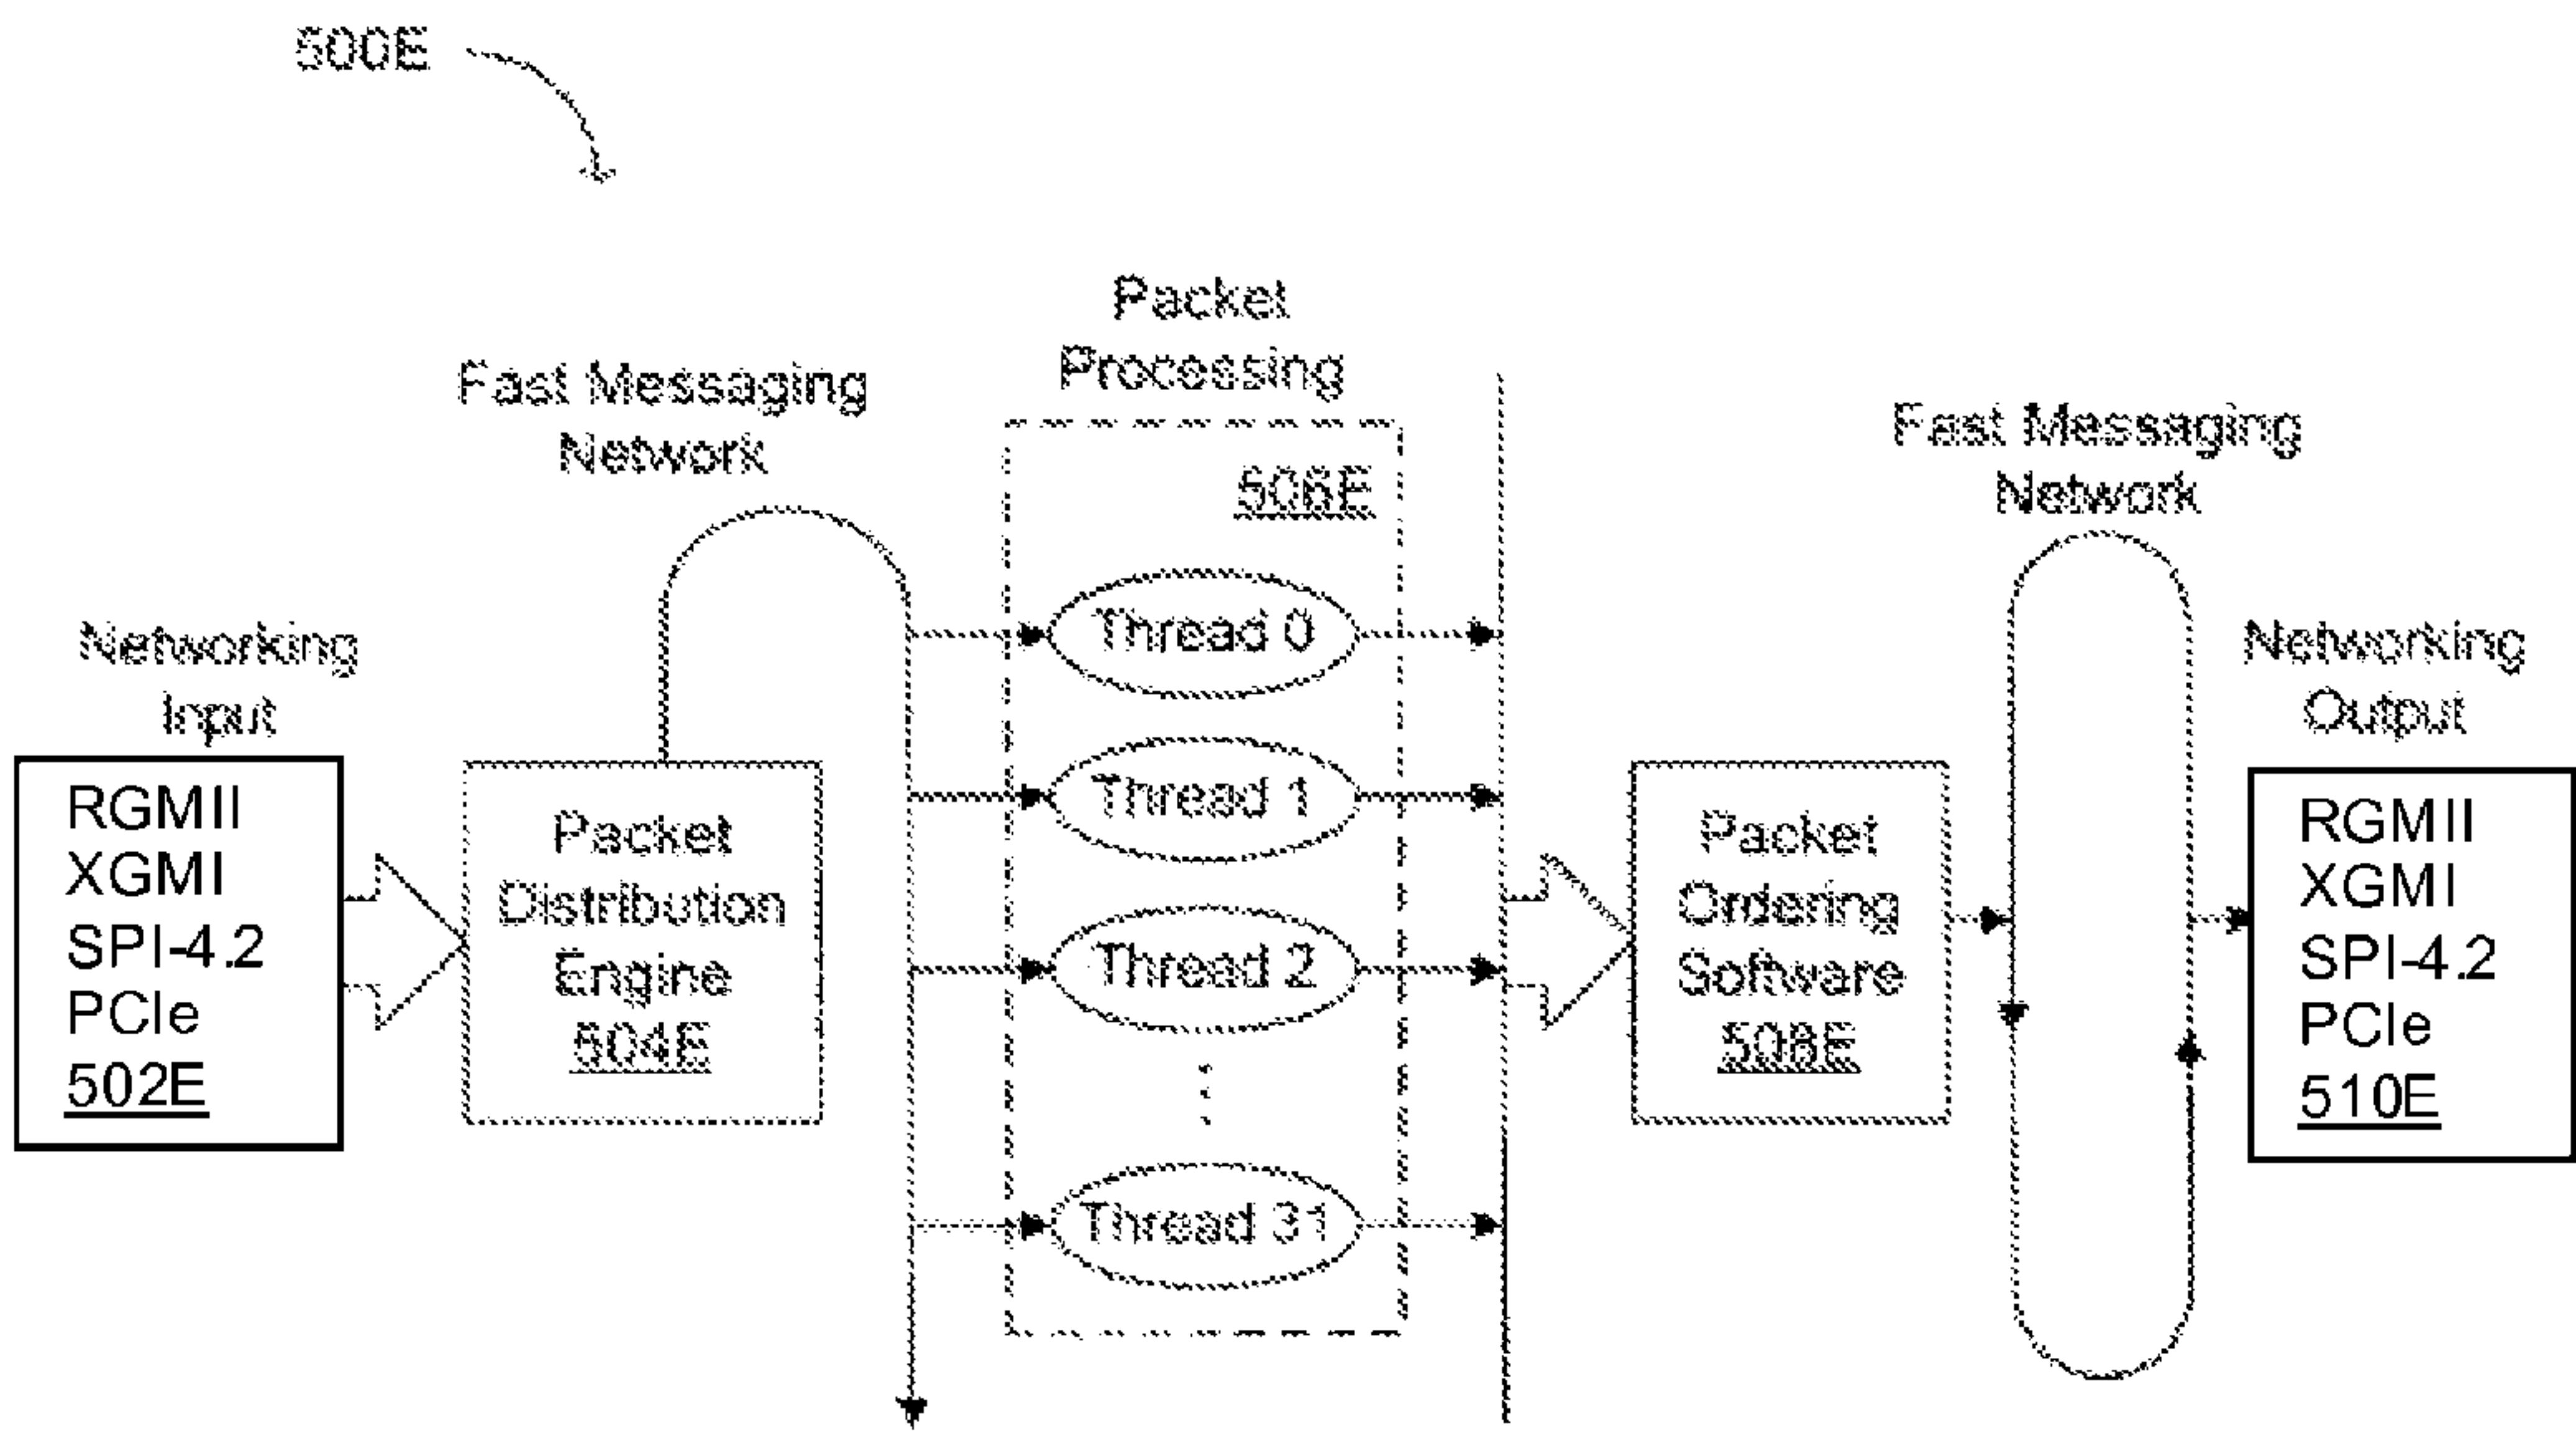 500E
Packet
Processing
Fast Messaging
Network
Fast Messaging
Network
506E
Networking
Input
Networking
Output
RGMII
XGMI
SPI-4.2
PCIe
502E
Packet
Distribution
Engine
504E
Thread 0
Thread 1
Thread 2
Thread 31
Packet
Ordering
Software
508E
RGMII
XGMI
SPI-4.2
PCIe
510E